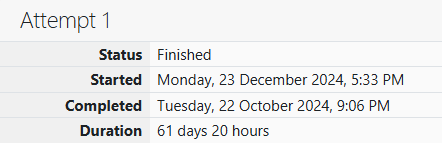 Attempt 1
Status Finished
Started Monday, 23 December 2024, 5:33 PM
Completed Tuesday, 22 October 2024, 9:06 PM
Duration 61 days 20 hours